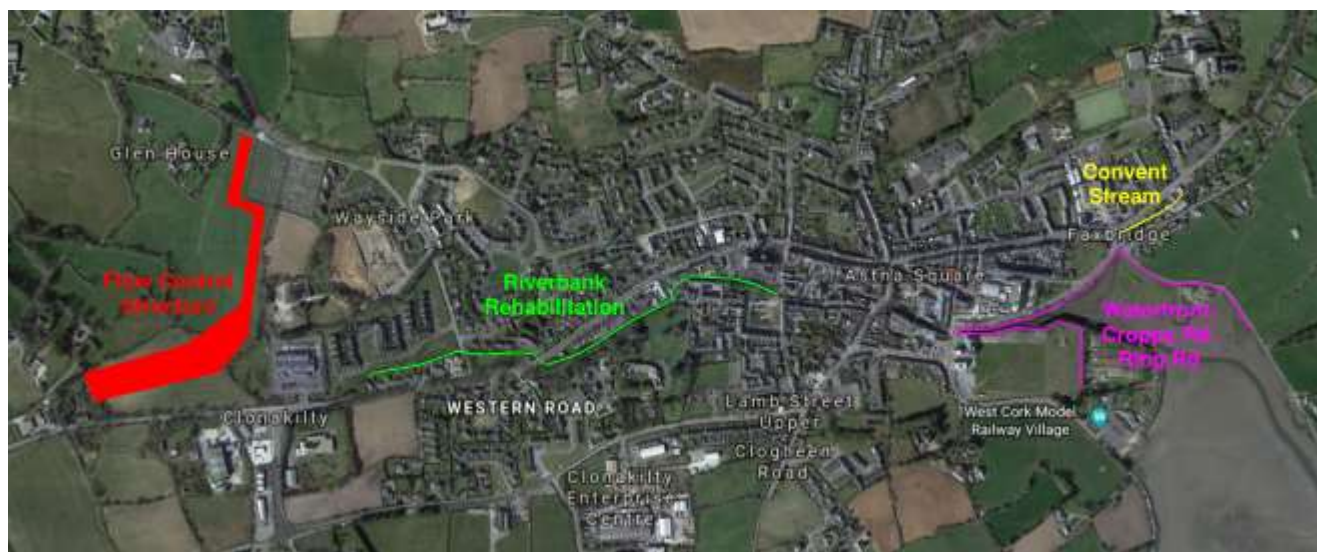 Glen House
Wayside Park
Flow Control
Structure
Riverbank
Rehabilitation
Convent
Stream
Faxbridge
Astna Square
Waterfront
Croppy Rd
Ring Rd
Clonakilty
WESTERN ROAD
Lamb Street
Upper
West Cork Model
Railway Village
Clogheen
Road
Clonakilty
Enterprise
Centre